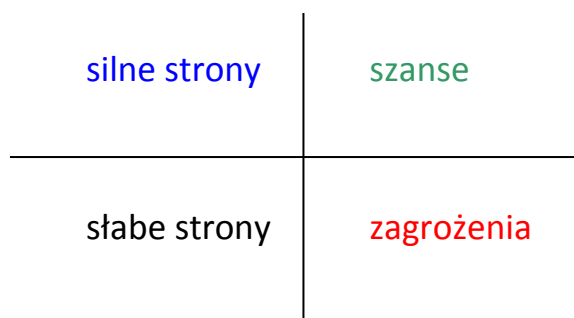 silne strony
szanse
słabe strony
zagrożenia